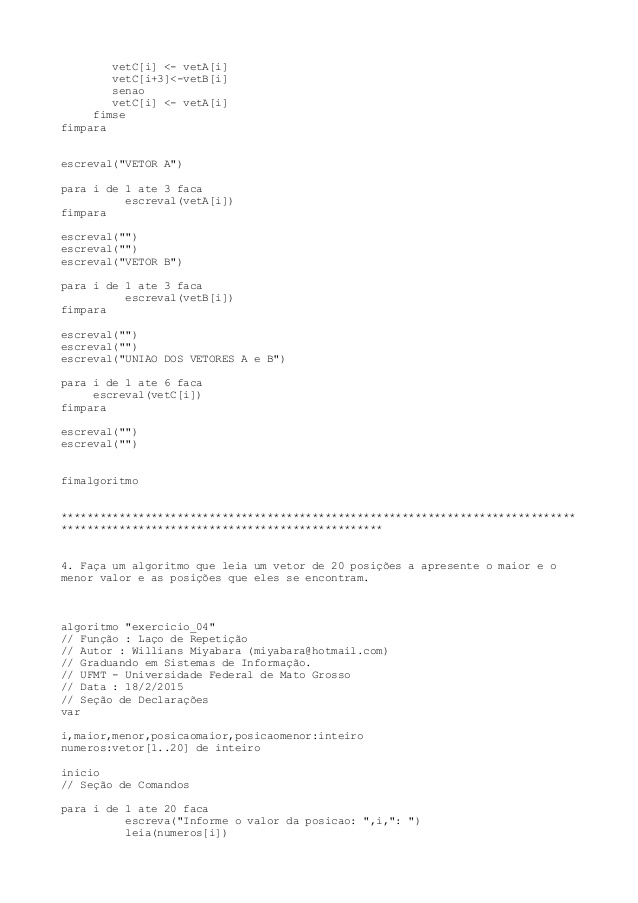 vetC[i] <- vetA[i]
vetC[i+3]<-vetB[i]
senao
vetC[i] <- vetA[i]
fimse
fimpara
escreval("VETOR A")
para i de 1 ate 3 faca
escreval(vetA[i])
fimpara
escreval("")
escreval("")
escreval("VETOR B")
para i de 1 ate 3 faca
escreval(vetB[i])
fimpara
escreval("")
escreval("")
escreval("UNIAO DOS VETORES A e B")
para i de 1 ate 6 faca
escreval(vetC[i])
fimpara
escreval("")
escreval("")
fimalgoritmo
********************************************************************************
**************************************************
4. Faça um algoritmo que leia um vetor de 20 posições a apresente o maior e o
menor valor e as posições que eles se encontram.
algoritmo "exercicio_04"
// Função : Laço de Repetição
// Autor : Willians Miyabara (miyabara@hotmail.com)
// Graduando em Sistemas de Informação.
// UFMT - Universidade Federal de Mato Grosso
// Data : 18/2/2015
// Seção de Declarações
var
i,maior,menor,posicaomaior,posicaomenor:inteiro
numeros:vetor[1..20] de inteiro
inicio
// Seção de Comandos
para i de 1 ate 20 faca
escreva("Informe o valor da posicao: ",i,": ")
leia(numeros[i])